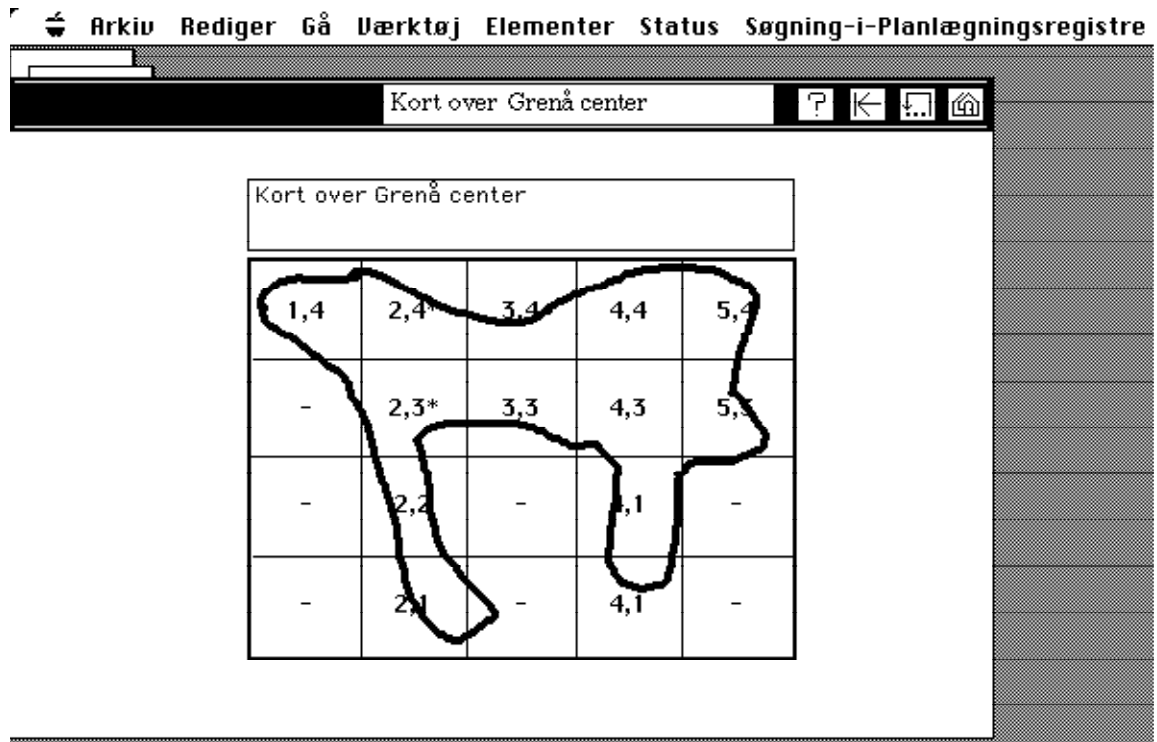 Arkiv Rediger Gå Værktøj Elementer Status Søgning-i-Planlægningsregistre
Kort over Grenå center
?
Kort over Grenå center
1,4 2,4* 3,4 4,4 5,4
- 2,3* 3,3 4,3 5,3
- 2,2 - 4,1 -
- 2,1 - 4,1 -